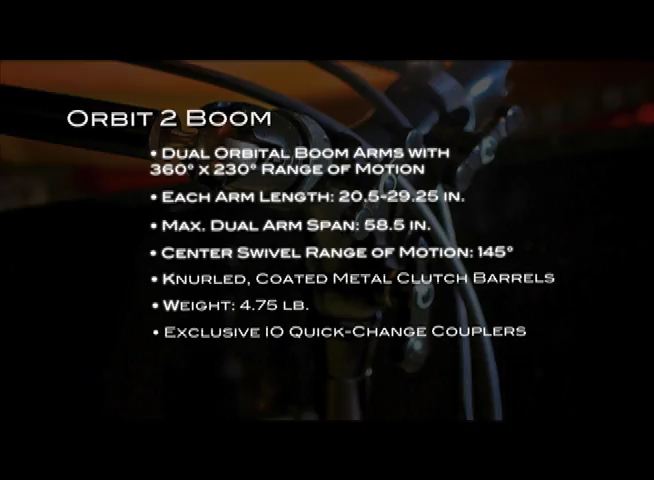 Orbit 2 Boom
• Dual Orbital Boom Arms with
360° x 230° Range of Motion
• Each Arm Length: 20.5-29.25 in.
• Max. Dual Arm Span: 58.5 in.
• Center Swivel Range of Motion: 145°
• Knurled, Coated Metal Clutch Barrels
• Weight: 4.75 lb.
• Exclusive IO Quick-Change Couplers